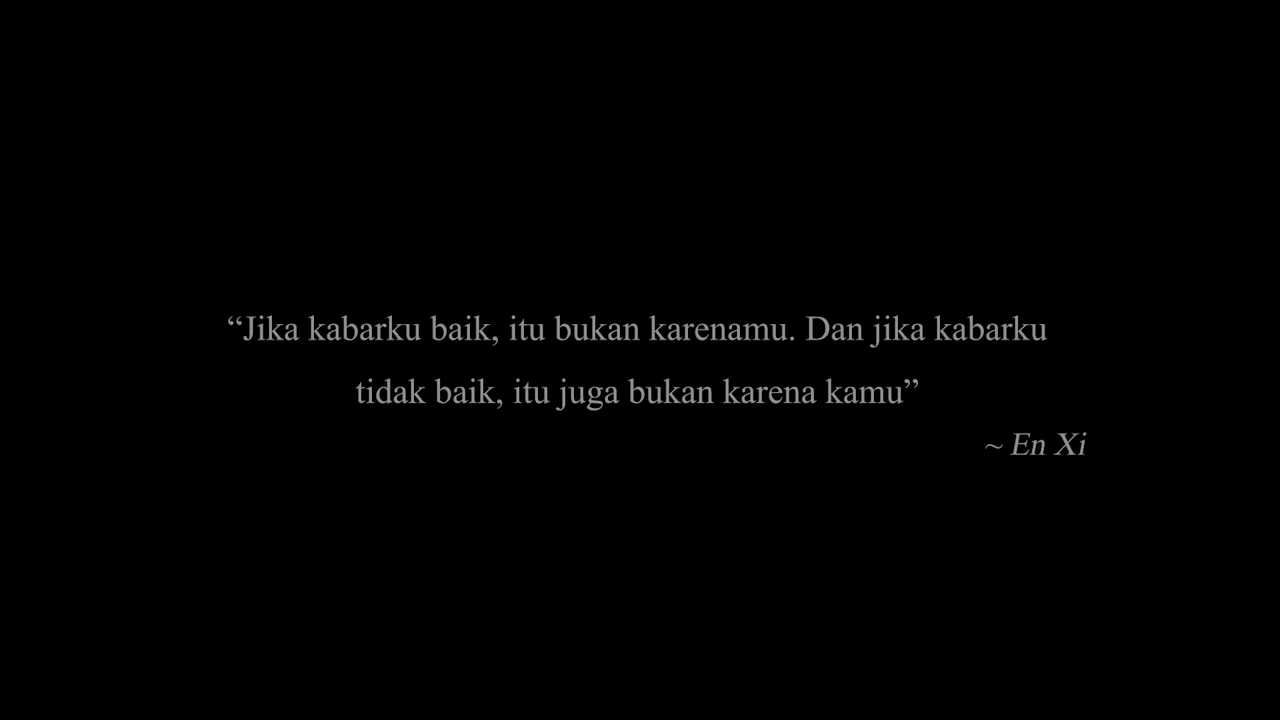 “Jika kabarku baik, itu bukan karenamu. Dan jika kabarku
tidak baik, itu juga bukan karena kamu”
~ En Xi